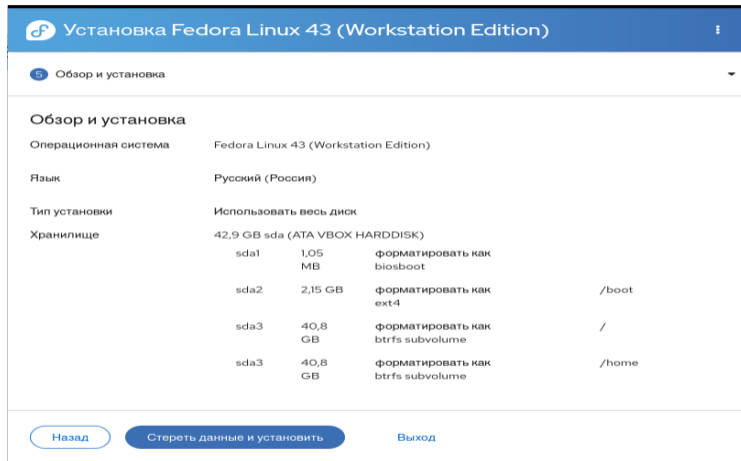 Установка Fedora Linux 43 (Workstation Edition)
5 Обзор и установка
Обзор и установка
Операционная система Fedora Linux 43 (Workstation Edition)
Язык Русский (Россия)
Тип установки Использовать весь диск
Хранилище 42,9 GB sda (ATA VBOX HARDDISK)
sda1 1,05 MB форматировать как biosboot
sda2 2,15 GB форматировать как ext4 /boot
sda3 40,8 GB форматировать как btrfs subvolume /
sda3 40,8 GB форматировать как btrfs subvolume /home
Назад Стереть данные и установить Выход